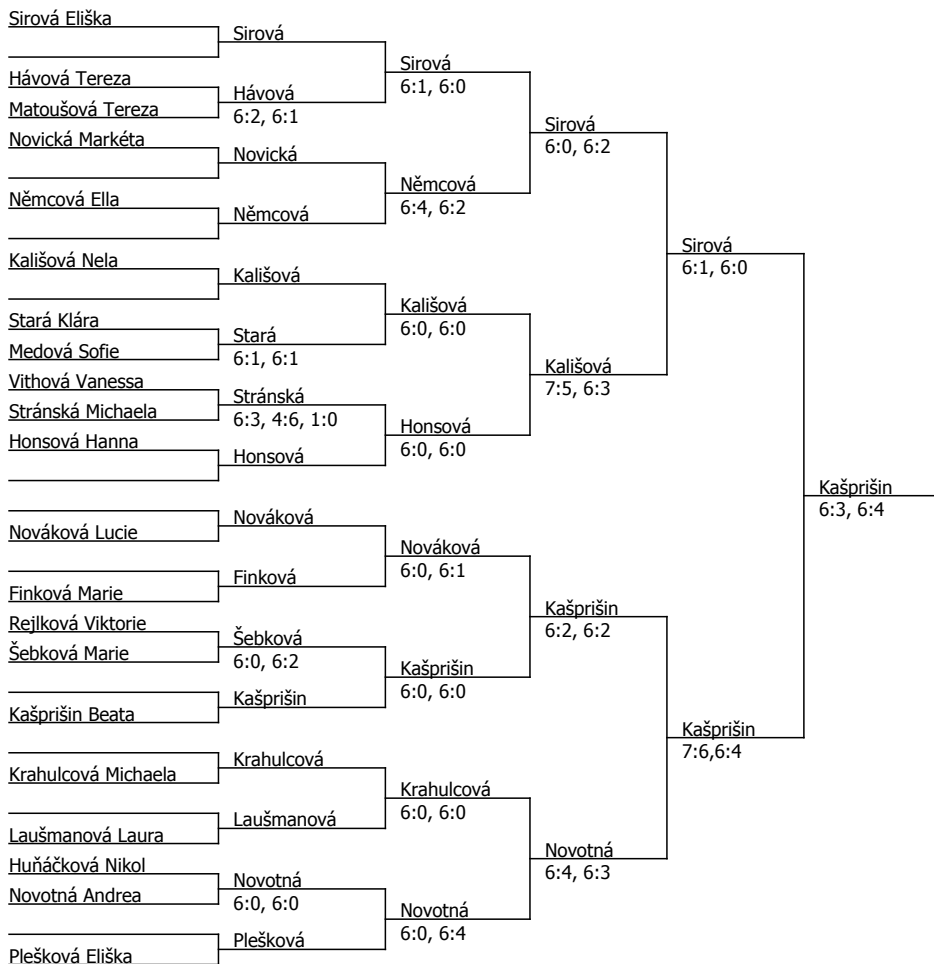 Sirová Eliška
Hávová Tereza
Matoušová Tereza
Novická Markéta
Němcová Ella
Kališová Nela
Stará Klára
Medová Sofie
Vithová Vanessa
Stránská Michaela
Honsová Hanna
Nováková Lucie
Finková Marie
Rejlková Viktorie
Šebková Marie
Kašprišin Beata
Krahulcová Michaela
Laušmanová Laura
Huňáčková Nikol
Novotná Andrea
Plešková Eliška
Sirová
Hávová
6:2, 6:1
Novická
Němcová
Kališová
Stará
6:1, 6:1
Stránská
6:3, 4:6, 1:0
Honsová
Nováková
Finková
Šebková
6:0, 6:2
Kašprišin
Krahulcová
Laušmanová
Novotná
6:0, 6:0
Plešková
Sirová
6:1, 6:0
Němcová
6:4, 6:2
Kališová
6:0, 6:0
Honsová
6:0, 6:0
Nováková
6:0, 6:1
Kašprišin
6:0, 6:0
Krahulcová
6:0, 6:0
Novotná
6:0, 6:4
Sirová
6:0, 6:2
Kališová
7:5, 6:3
Kašprišin
6:2, 6:2
Novotná
6:4, 6:3
Sirová
6:1, 6:0
Kašprišin
7:6,6:4
Kašprišin
6:3, 6:4